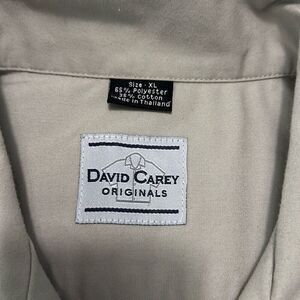 Size - XL
65% Polyester
35% Cotton
Made in Thailand
DAVID CAREY
ORIGINALS